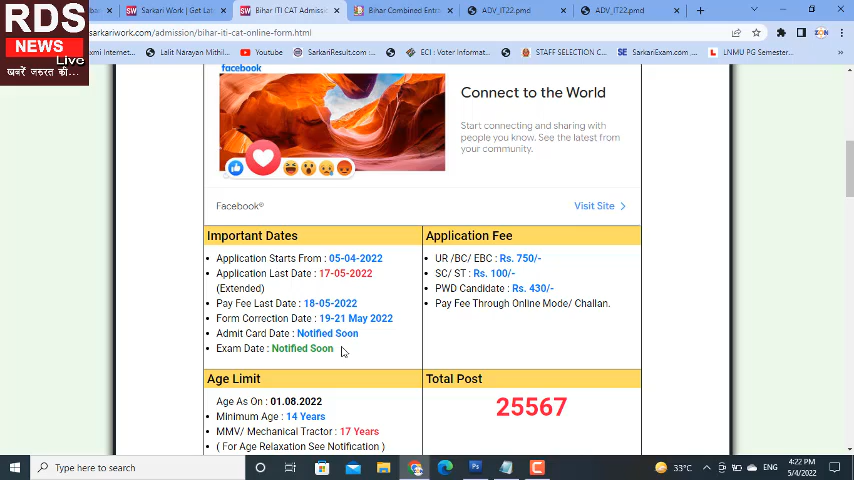 RDS
NEWS
Live
खबरें जरुरत की...
Sarkari Work | Get Late
Bihar ITI CAT Admissi
Bihar Combined Entra
ADV_IT22.pmd
ADV_IT22.pmd
sarkariwork.com/admission/bihar-iti-cat-online-form.html
Lalit Narayan Mithil...
Youtube
SarkariResult.com :...
ECI : Voter Informat...
STAFF SELECTION C...
SarkariExam.com ,...
LNMU PG Semester...
facebook
Connect to the World
Start connecting and sharing with
people you know. See the latest from
your community.
Facebook®
Visit Site
Important Dates
Application Starts From : 05-04-2022
Application Last Date : 17-05-2022
(Extended)
Pay Fee Last Date : 18-05-2022
Form Correction Date : 19-21 May 2022
Admit Card Date : Notified Soon
Exam Date : Notified Soon
Application Fee
UR /BC/ EBC : Rs. 750/-
SC/ ST : Rs. 100/-
PWD Candidate : Rs. 430/-
Pay Fee Through Online Mode/ Challan.
Age Limit
Age As On : 01.08.2022
Minimum Age : 14 Years
MMV/ Mechanical Tractor : 17 Years
( For Age Relaxation See Notification )
Total Post
25567
Type here to search
33°C
ENG
4:22 PM
5/4/2022